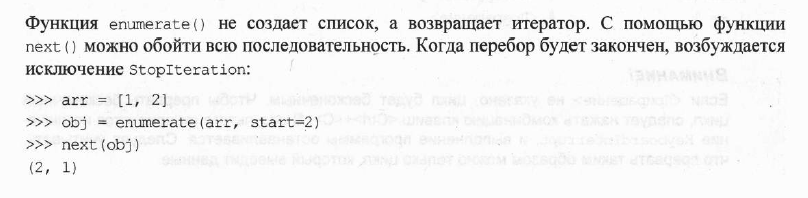 Функция enumerate() не создает список, а возвращает итератор. С помощью функции
next() можно обойти всю последовательность. Когда перебор будет закончен, возбуждается
исключение StopIteration:
>>> arr = [1, 2]
>>> obj = enumerate(arr, start=2)
>>> next(obj)
(2, 1)